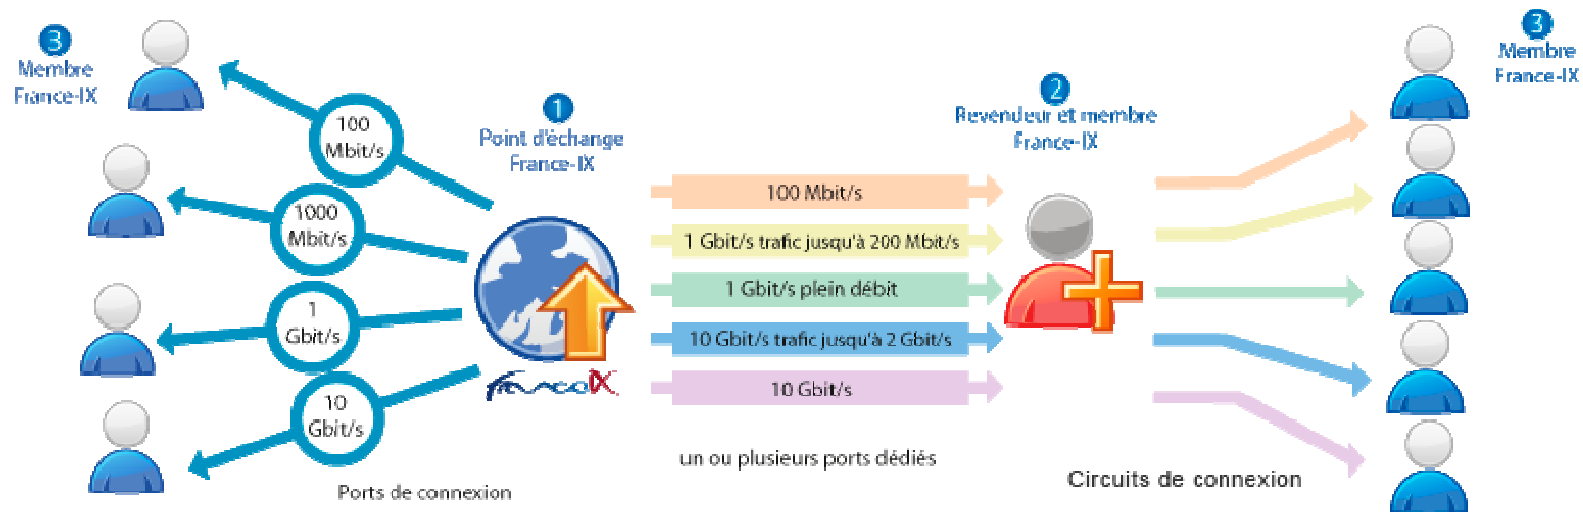 3
Membre
France-IX
100
Mbit/s
1000
Mbit/s
1
Gbit/s
10
Gbit/s
Ports de connexion
1
Point d'échange
France-IX
franceIX
100 Mbit/s
1 Gbit/s trafic jusqu'à 200 Mbit/s
1 Gbit/s plein débit
10 Gbit/s trafic jusqu'à 2 Gbit/s
10 Gbit/s
un ou plusieurs ports dédiés
2
Revendeur et membre
France-IX
Circuits de connexion
3
Membre
France-IX